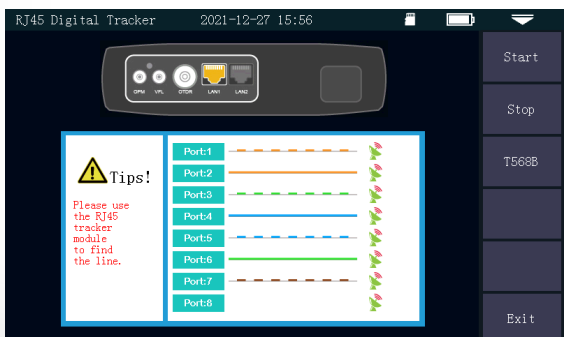 RJ45 Digital Tracker 2021-12-27 15:56
Start
Stop
T568B
Exit
OPM VFL OTDR LAN1 LAN2
Tips!
Please use
the RJ45
tracker
module
to find
the line.
Port:1
Port:2
Port:3
Port:4
Port:5
Port:6
Port:7
Port:8